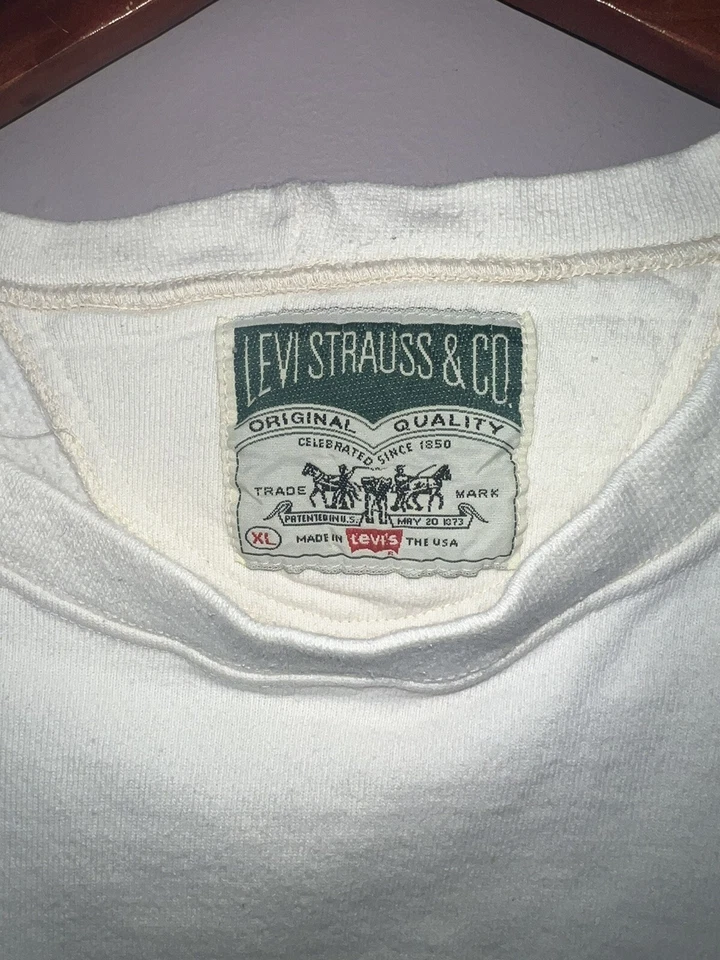 LEVI STRAUSS & CO.
ORIGINAL QUALITY
CELEBRATED SINCE 1850
TRADE MARK
PATENTED IN U.S. MAY 20 1873
XL MADE IN Levi's THE USA